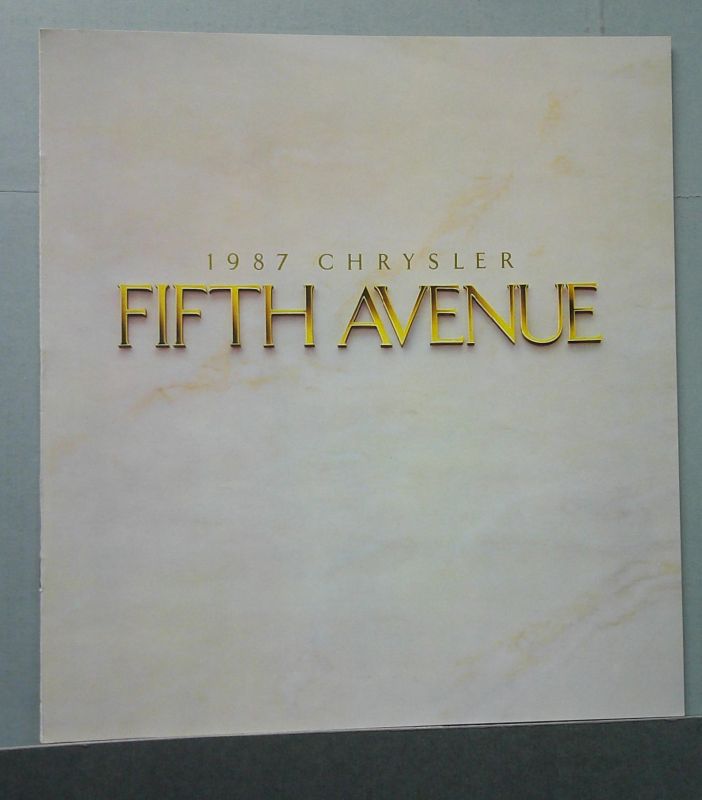 1987 CHRYSLER
FIFTH AVENUE